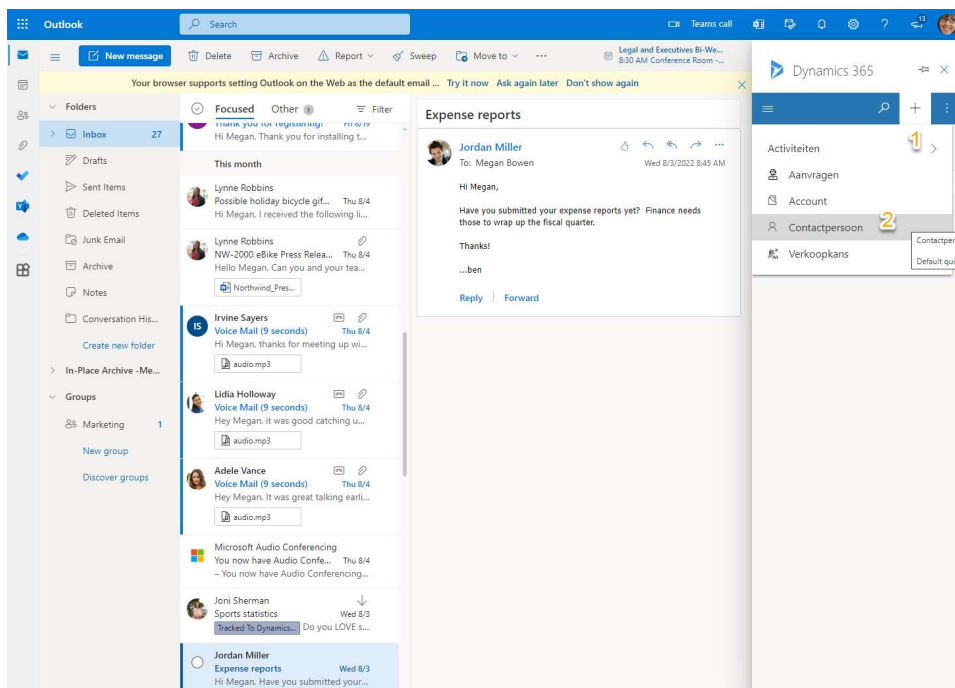 Outlook
Search
Teams call
13
New message
Delete
Archive
Report
Sweep
Move to
Legal and Executives Bi-We...
8:30 AM Conference Room -...
Your browser supports setting Outlook on the Web as the default email ... Try it now Ask again later Don't show again
Folders
Inbox 27
Drafts
Sent Items
Deleted Items
Junk Email
Archive
Notes
Conversation His...
Create new folder
In-Place Archive -Me...
Groups
Marketing 1
New group
Discover groups
Focused Other 1 Filter
Thank you for registering! Fri 8/19
Hi Megan, Thank you for installing t...
This month
Lynne Robbins
Possible holiday bicycle gif... Thu 8/4
Hi Megan, I received the following li...
Lynne Robbins
NW-2000 eBike Press Relea... Thu 8/4
Hello Megan, Can you and your tea...
Northwind_Pres...
IS
Irvine Sayers
Voice Mail (9 seconds) Thu 8/4
Hi Megan, thanks for meeting up wi...
audio.mp3
Lidia Holloway
Voice Mail (9 seconds) Thu 8/4
Hey Megan, it was good catching u...
audio.mp3
Adele Vance
Voice Mail (9 seconds) Thu 8/4
Hey Megan, It was great talking earli...
audio.mp3
Microsoft Audio Conferencing
You now have Audio Confe... Thu 8/4
– You now have Audio Conferencing...
Joni Sherman
Sports statistics Wed 8/3
Tracked To Dynamics... Do you LOVE s...
Jordan Miller
Expense reports Wed 8/3
Hi Megan, Have you submitted your...
Expense reports
Jordan Miller
To: Megan Bowen Wed 8/3/2022 8:45 AM
Hi Megan,
Have you submitted your expense reports yet? Finance needs
those to wrap up the fiscal quarter.
Thanks!
...ben
Reply Forward
Dynamics 365
1
Activiteiten
Aanvragen
Account
Contactpersoon 2
Verkoopkans
Contactper
Default qui